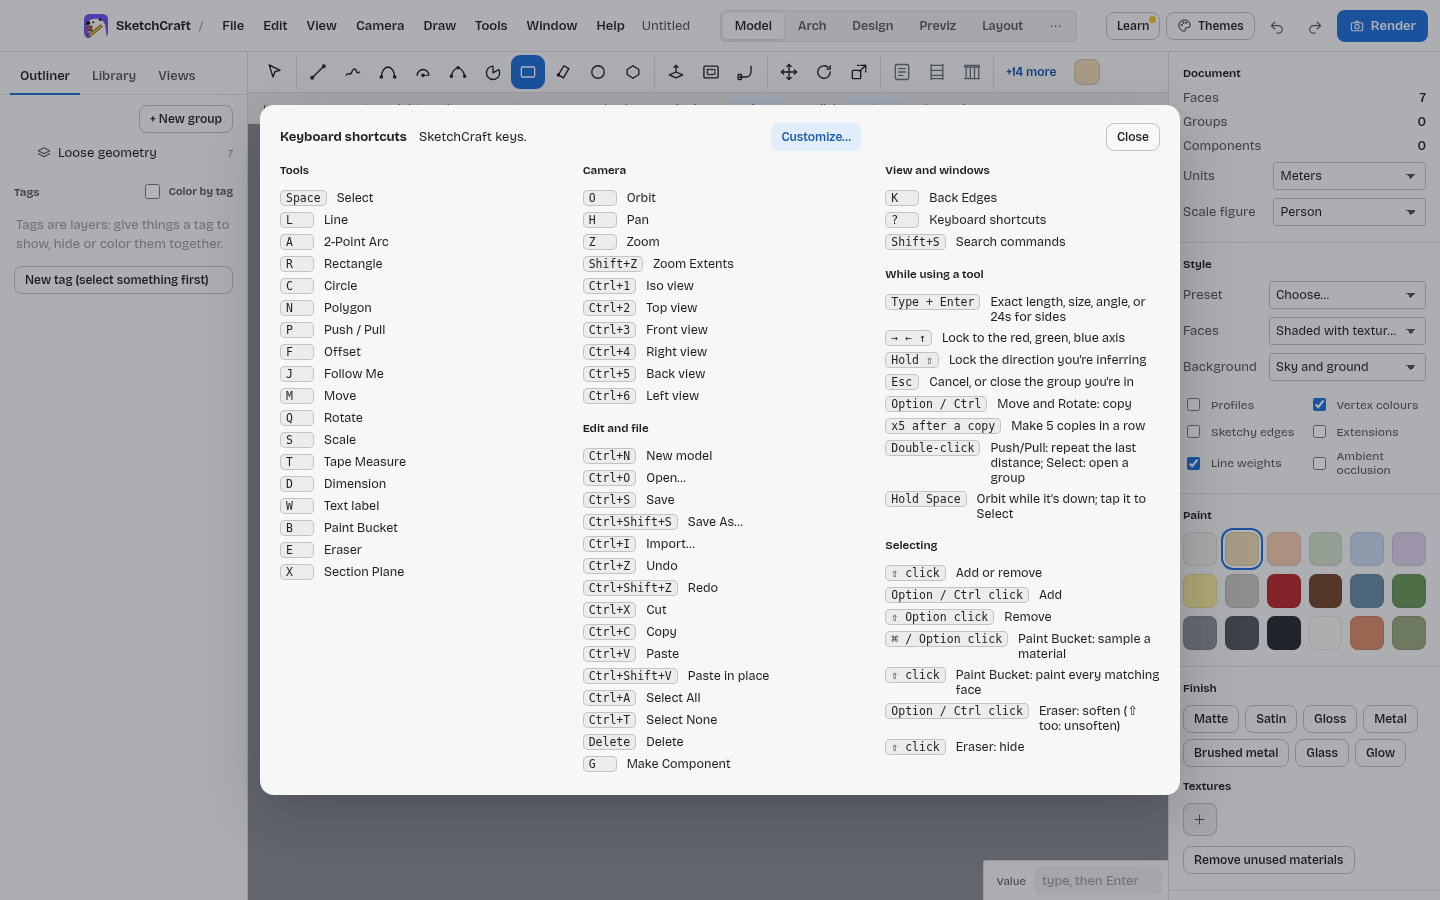 SketchCraft / File Edit View Camera Draw Tools Window Help Untitled Model Arch Design Previz Layout ... Learn Themes Render
Outliner Library Views
+14 more
+ New group
Loose geometry 7
Tags Color by tag
Tags are layers: give things a tag to
show, hide or color them together.
New tag (select something first)
Keyboard shortcuts SketchCraft keys. Customize... Close
Tools
Space Select
L Line
A 2-Point Arc
R Rectangle
C Circle
N Polygon
P Push / Pull
F Offset
J Follow Me
M Move
Q Rotate
S Scale
T Tape Measure
D Dimension
W Text label
B Paint Bucket
E Eraser
X Section Plane
Camera
O Orbit
H Pan
Z Zoom
Shift+Z Zoom Extents
Ctrl+1 Iso view
Ctrl+2 Top view
Ctrl+3 Front view
Ctrl+4 Right view
Ctrl+5 Back view
Ctrl+6 Left view
Edit and file
Ctrl+N New model
Ctrl+O Open...
Ctrl+S Save
Ctrl+Shift+S Save As...
Ctrl+I Import...
Ctrl+Z Undo
Ctrl+Shift+Z Redo
Ctrl+X Cut
Ctrl+C Copy
Ctrl+V Paste
Ctrl+Shift+V Paste in place
Ctrl+A Select All
Ctrl+T Select None
Delete Delete
G Make Component
View and windows
K Back Edges
? Keyboard shortcuts
Shift+S Search commands
While using a tool
Type + Enter Exact length, size, angle, or
24s for sides
→ ← ↑ Lock to the red, green, blue axis
Hold ⇧ Lock the direction you're inferring
Esc Cancel, or close the group you're in
Option / Ctrl Move and Rotate: copy
x5 after a copy Make 5 copies in a row
Double-click Push/Pull: repeat the last
distance; Select: open a
group
Hold Space Orbit while it's down; tap it to
Select
Selecting
⇧ click Add or remove
Option / Ctrl click Add
⇧ Option click Remove
⌘ / Option click Paint Bucket: sample a
material
⇧ click Paint Bucket: paint every matching
face
Option / Ctrl click Eraser: soften (⇧
too: unsoften)
⇧ click Eraser: hide
Document
Faces 7
Groups 0
Components 0
Units Meters
Scale figure Person
Style
Preset Choose...
Faces Shaded with textur...
Background Sky and ground
Profiles Vertex colours
Sketchy edges Extensions
Line weights Ambient
occlusion
Paint
Finish
Matte Satin Gloss Metal
Brushed metal Glass Glow
Textures
+
Remove unused materials
Value type, then Enter